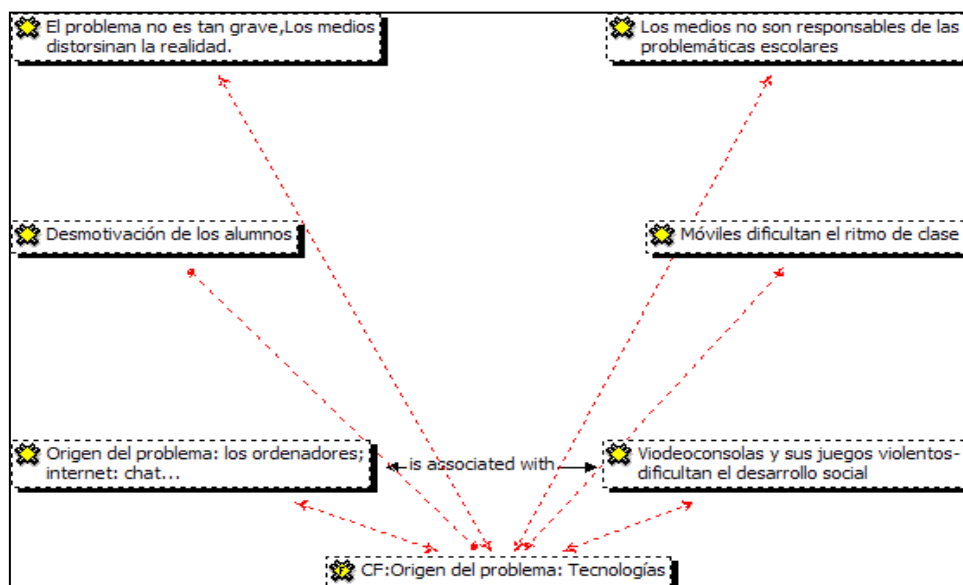 El problema no es tan grave,Los medios
distorsinan la realidad.
Los medios no son responsables de las
problemáticas escolares
Desmotivación de los alumnos
Móviles dificultan el ritmo de clase
Origen del problema: los ordenadores;
internet: chat...
is associated with
Viodeoconsolas y sus juegos violentos-
dificultan el desarrollo social
CF:Origen del problema: Tecnologías